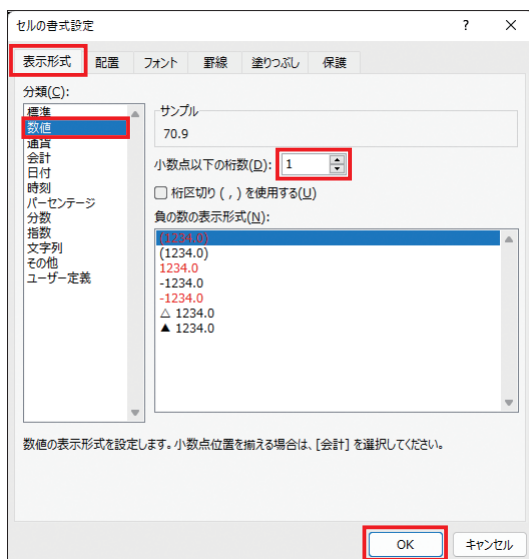 セルの書式設定 ? ×
表示形式 配置 フォント 罫線 塗りつぶし 保護
分類(C):
標準
数値
通貨
会計
日付
時刻
パーセンテージ
分数
指数
文字列
その他
ユーザー定義
サンプル
70.9
小数点以下の桁数(D): 1
桁区切り ( , ) を使用する(U)
負の数の表示形式(N):
(1234.0)
(1234.0)
1234.0
-1234.0
-1234.0
△ 1234.0
▲ 1234.0
数値の表示形式を設定します。小数点位置を揃える場合は、[会計] を選択してください。
OK キャンセル